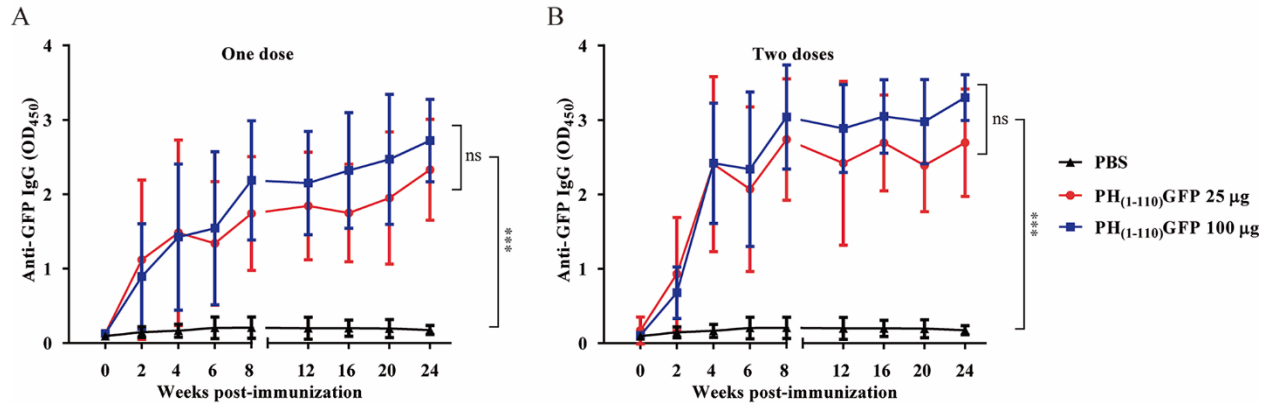 A
One dose
Anti-GFP IgG (OD450)
4
3
2
1
0
0 2 4 6 8 12 16 20 24
Weeks post-immunization
ns
***
B
Two doses
Anti-GFP IgG (OD450)
4
3
2
1
0
0 2 4 6 8 12 16 20 24
Weeks post-immunization
ns
***
PBS
PH(1-110)GFP 25 µg
PH(1-110)GFP 100 µg